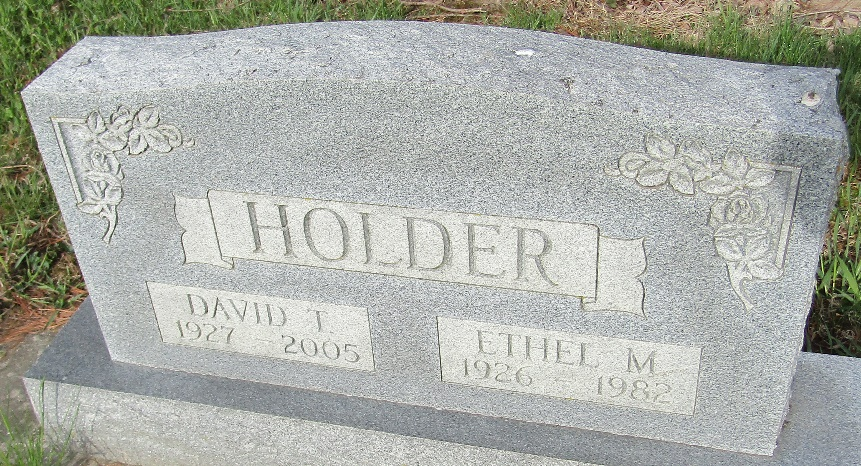 HOLDER
DAVID T.
1927 - 2005
ETHEL M.
1926 - 1982